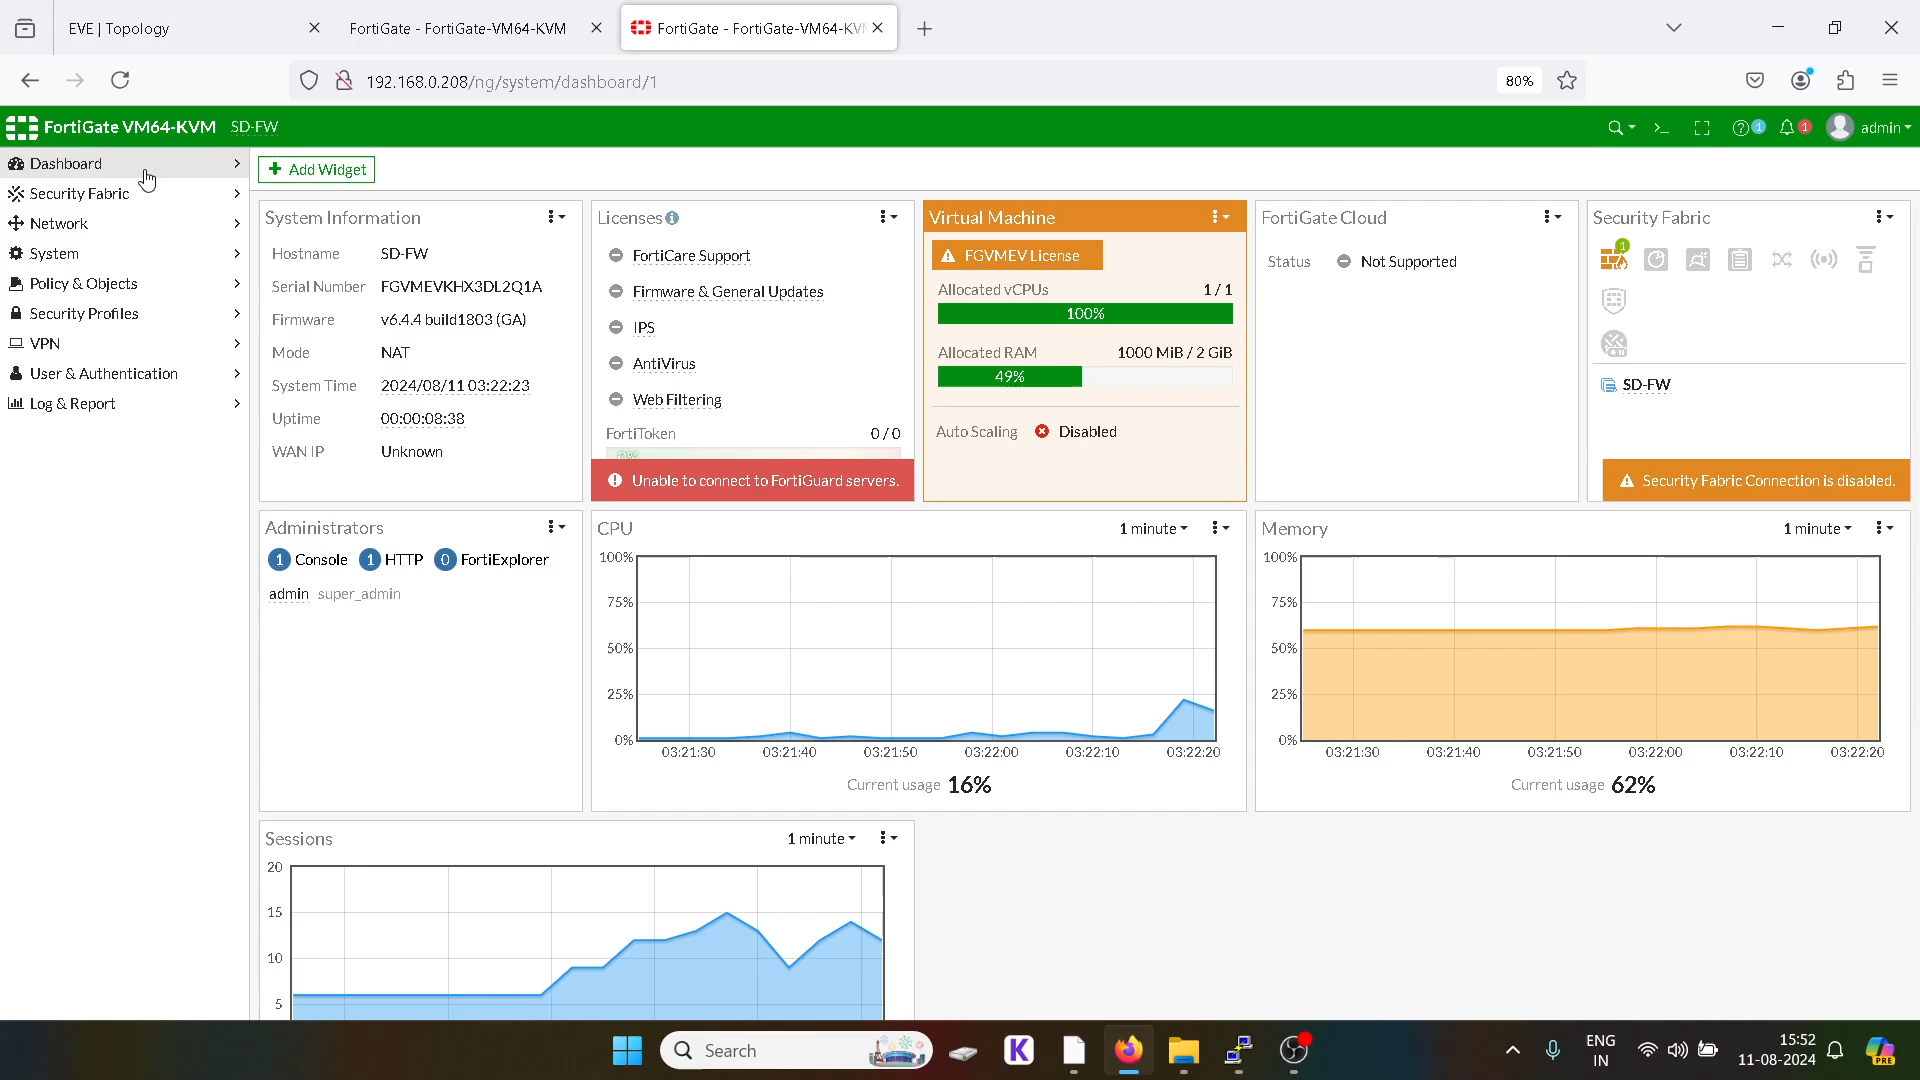 EVE | Topology
FortiGate - FortiGate-VM64-KVM
FortiGate - FortiGate-VM64-KV
192.168.0.208/ng/system/dashboard/1
80%
FortiGate VM64-KVM SD-FW
1
1
admin
Dashboard
Security Fabric
Network
System
Policy & Objects
Security Profiles
VPN
User & Authentication
Log & Report
Add Widget
System Information
Hostname SD-FW
Serial Number FGVMEVKHX3DL2Q1A
Firmware v6.4.4 build1803 (GA)
Mode NAT
System Time 2024/08/11 03:22:23
Uptime 00:00:08:38
WAN IP Unknown
Licenses
FortiCare Support
Firmware & General Updates
IPS
AntiVirus
Web Filtering
FortiToken 0/0
0%
Unable to connect to FortiGuard servers.
Virtual Machine
FGVMEV License
Allocated vCPUs 1/1
100%
Allocated RAM 1000 MiB / 2 GiB
49%
Auto Scaling Disabled
FortiGate Cloud
Status Not Supported
Security Fabric
1
SD-FW
Security Fabric Connection is disabled.
Administrators
1 Console 1 HTTP 0 FortiExplorer
admin super_admin
CPU 1 minute
100%
75%
50%
25%
0%
03:21:30 03:21:40 03:21:50 03:22:00 03:22:10 03:22:20
Current usage 16%
Memory 1 minute
100%
75%
50%
25%
0%
03:21:30 03:21:40 03:21:50 03:22:00 03:22:10 03:22:20
Current usage 62%
Sessions 1 minute
20
15
10
5
Search
K
ENG
IN
15:52
11-08-2024
PRE